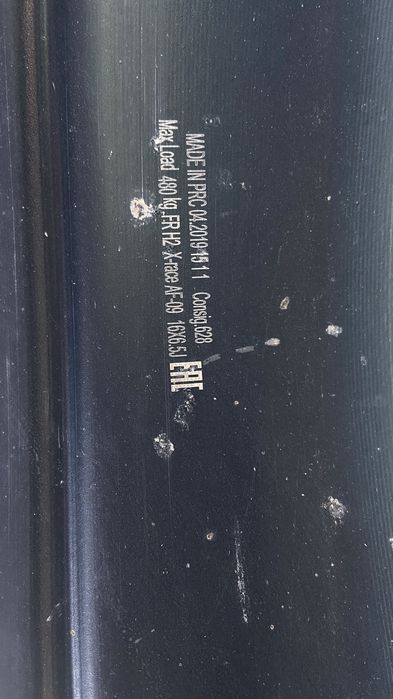 MADE IN PRC 04.2019 15 1 1 Consig.628
Max Load 480 kg FR H2 X-race AF-09 16X6.5J EAC